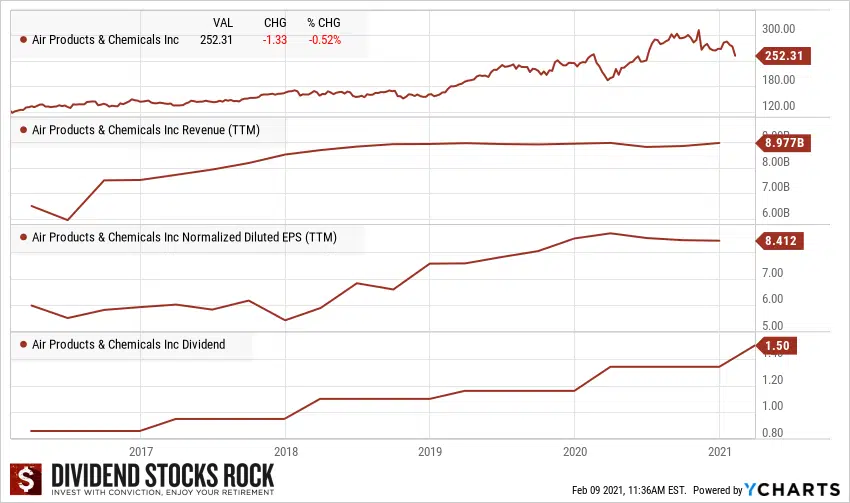 VAL CHG % CHG
Air Products & Chemicals Inc 252.31 -1.33 -0.52%
300.00
252.31
180.00
120.00
Air Products & Chemicals Inc Revenue (TTM)
8.977B
8.00B
7.00B
6.00B
Air Products & Chemicals Inc Normalized Diluted EPS (TTM)
8.412
7.00
6.00
5.00
Air Products & Chemicals Inc Dividend
1.50
1.20
1.00
0.80
2017 2018 2019 2020 2021
$ DIVIDEND STOCKS ROCK
INVEST WITH CONVICTION, ENJOY YOUR RETIREMENT
Feb 09 2021, 11:36AM EST. Powered by YCHARTS